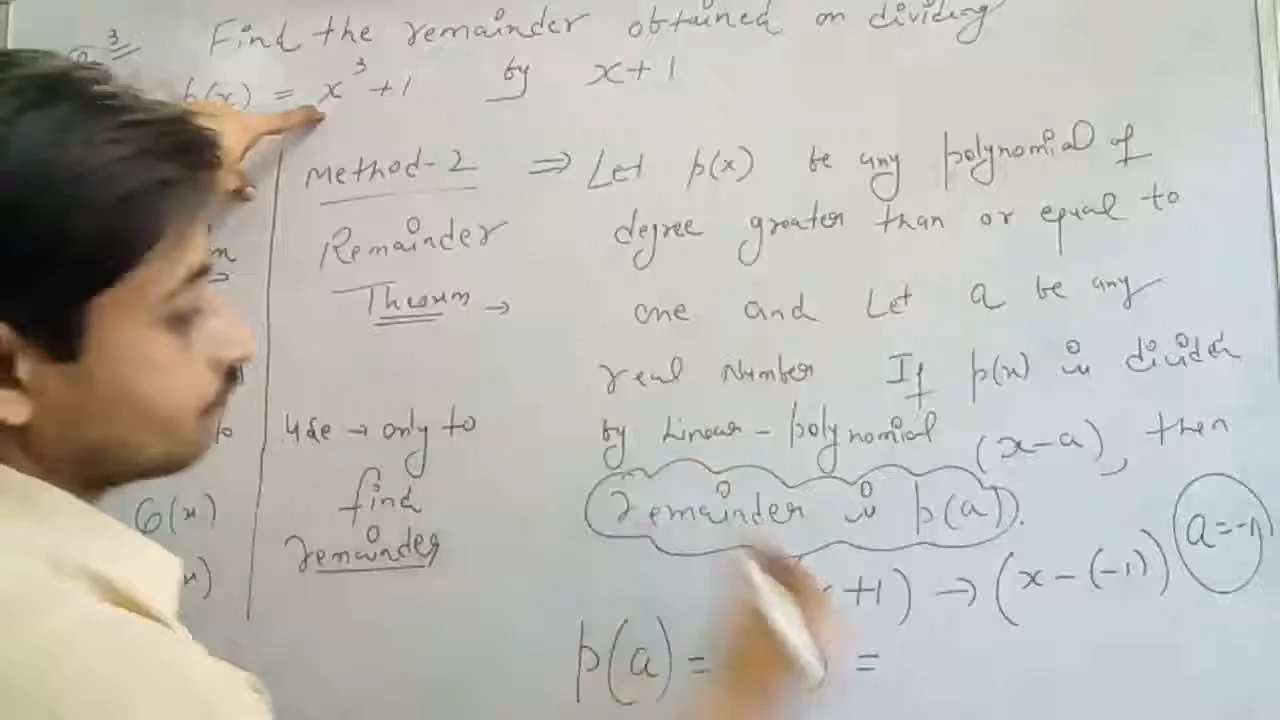 3
Find the remainder obtained on dividing
p(x) = x³ + 1 by x + 1
Method-2 ⇒ Let p(x) be any polynomial of
Remainder
Theorem →
degree greater than or equal to
one and Let a be any
real Number If p(x) is divided
by Linear - polynomial (x-a), then
remainder is p(a).
Use → only to
find
remainder
to
G(x)
+1) → (x - (-1)) a = -1
p(a) = =